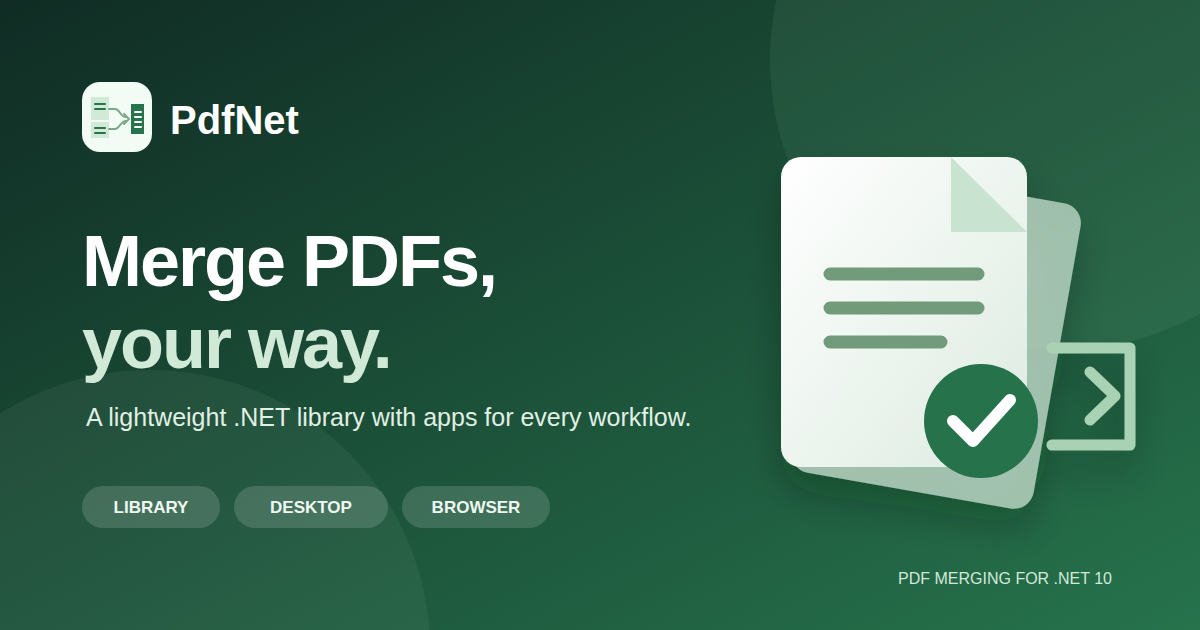 PdfNet
Merge PDFs,
your way.
A lightweight .NET library with apps for every workflow.
LIBRARY
DESKTOP
BROWSER
PDF MERGING FOR .NET 10